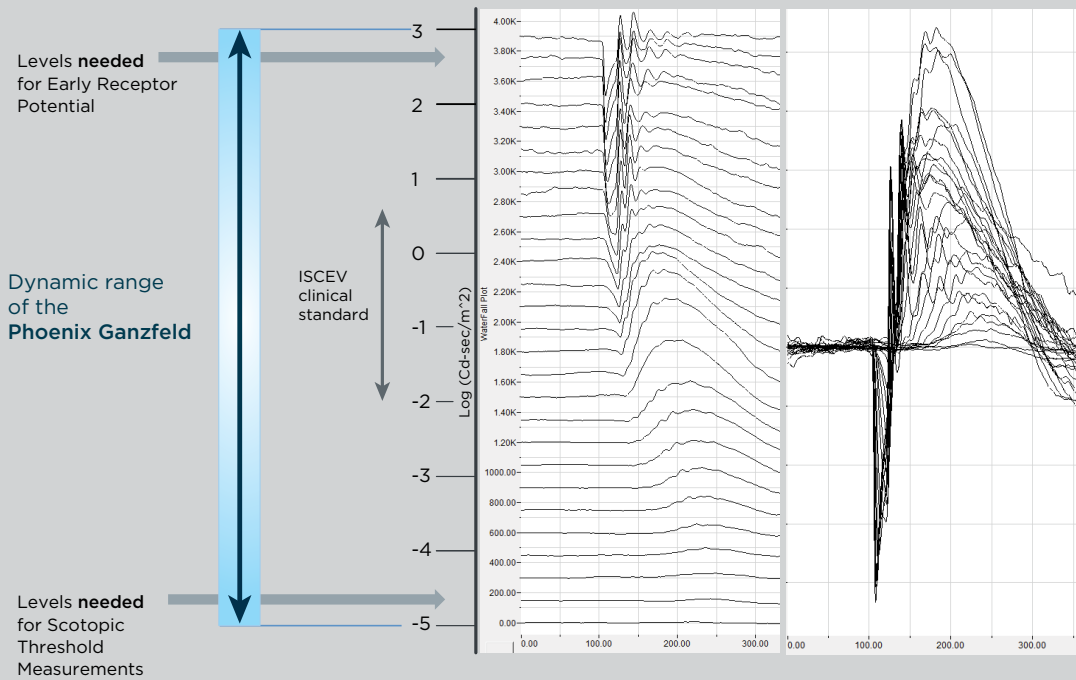 Levels needed
for Early Receptor
Potential
Dynamic range
of the
Phoenix Ganzfeld
Levels needed
for Scotopic
Threshold
Measurements
ISCEV
clinical
standard
3
2
1
0
-1
-2
-3
-4
-5
Log (Cd-sec/m^2)
WaterFall Plot
4.00K
3.80K
3.60K
3.40K
3.20K
3.00K
2.80K
2.60K
2.40K
2.20K
2.00K
1.80K
1.60K
1.40K
1.20K
1000.00
800.00
600.00
400.00
200.00
0.00
100.00
200.00
300.00
0.00
100.00
200.00
300.00